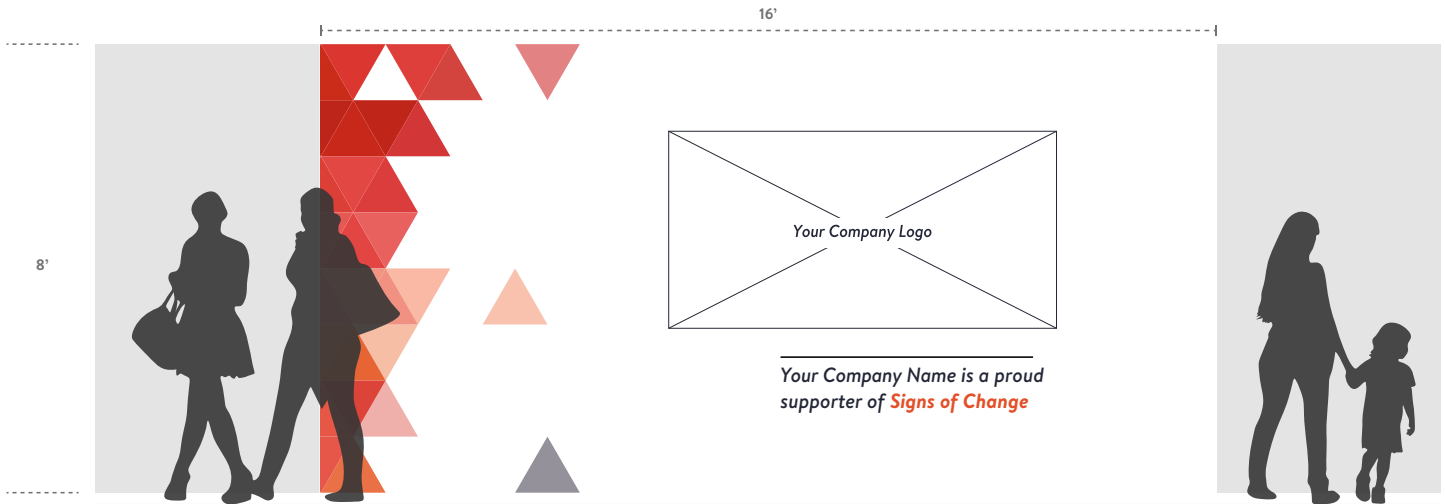 16’
8’
Your Company Logo
Your Company Name is a proud
supporter of Signs of Change